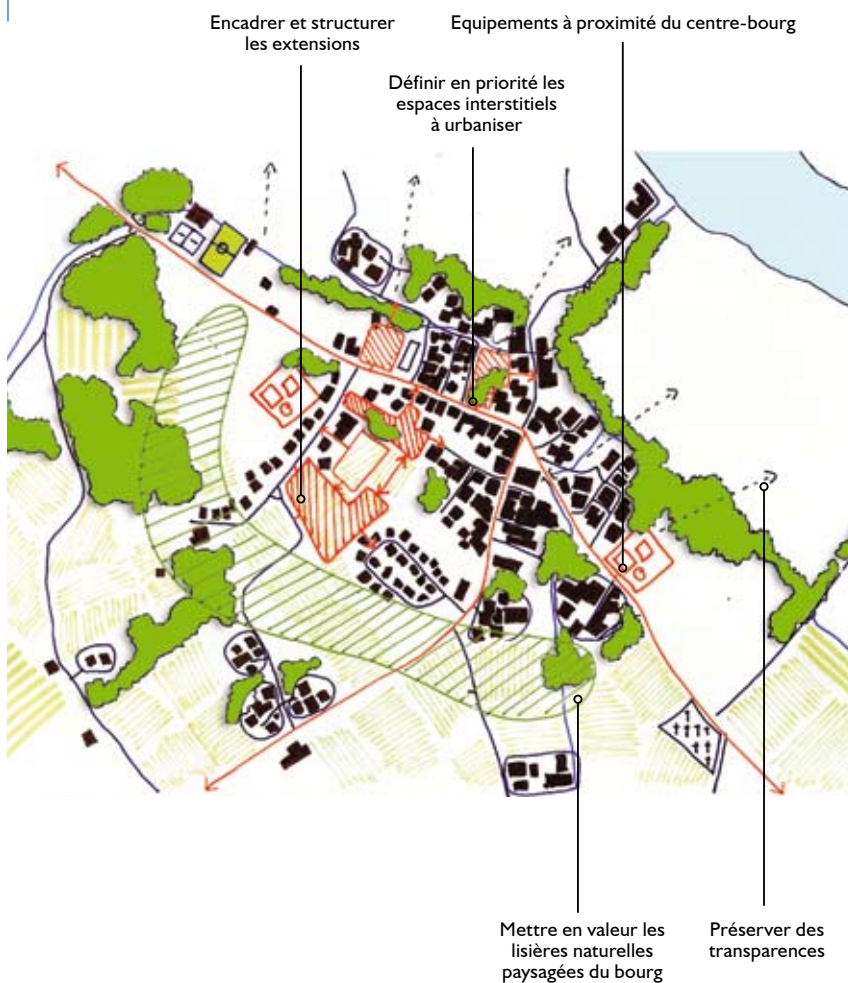 Encadrer et structurer
les extensions
Equipements à proximité du centre-bourg
Définir en priorité les
espaces interstitiels
à urbaniser
Mettre en valeur les
lisières naturelles
paysagées du bourg
Préserver des
transparences